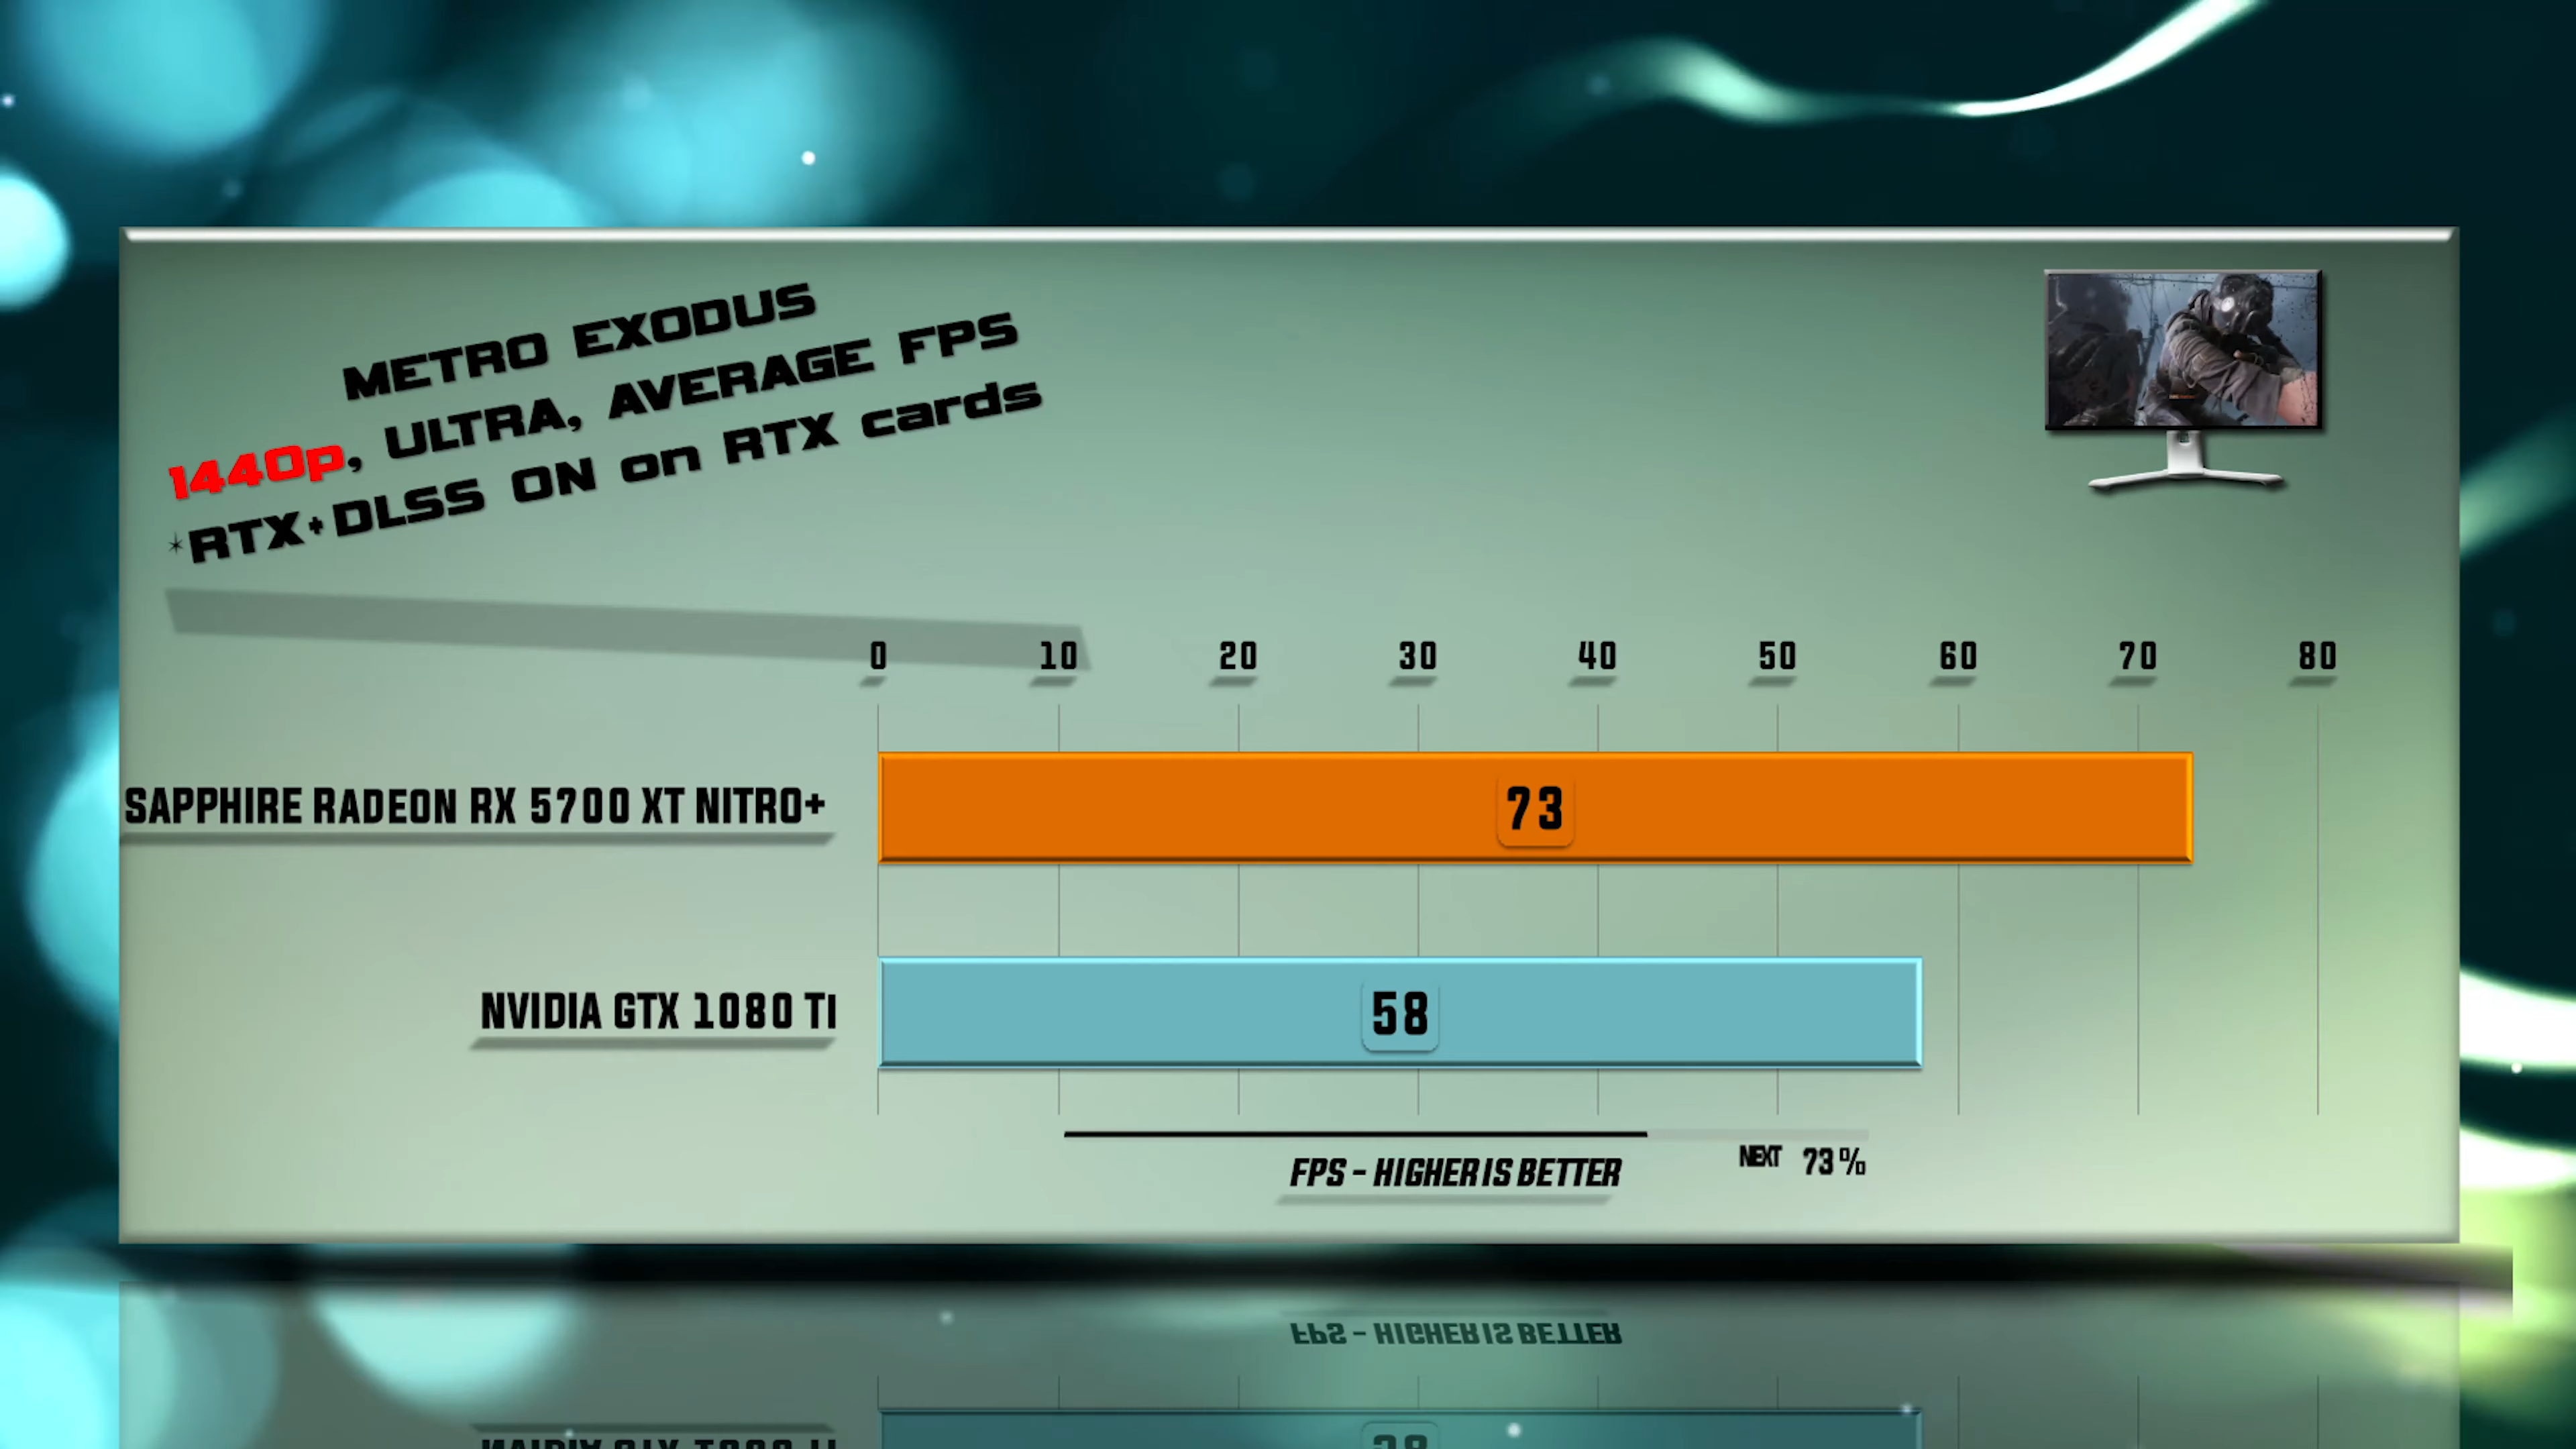 METRO EXODUS
1440p, ULTRA, AVERAGE FPS
*RTX+DLSS ON on RTX cards
0 10 20 30 40 50 60 70 80
SAPPHIRE RADEON RX 5700 XT NITRO+ 73
NVIDIA GTX 1080 TI 58
FPS - HIGHER IS BETTER
NEXT 73%